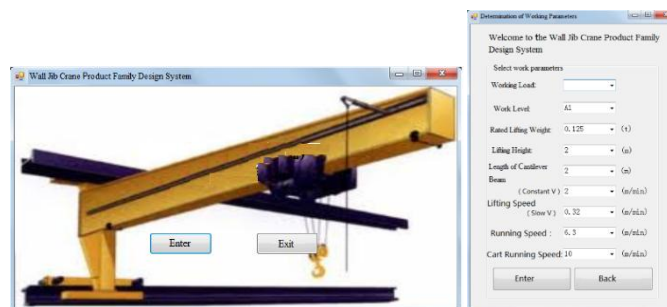 Wall Jib Crane Product Family Design System
Enter
Exit
Determination of Working Parameters
Welcome to the Wall Jib Crane Product Family
Design System
Select work parameters
Working Load:
Work Level: A1
Rated Lifting Weight: 0.125 (t)
Lifting Height: 2 (m)
Length of Cantilever
Beam: 2 (m)
(Constant V) 2 (m/min)
Lifting Speed
(Slow V) 0.32 (m/min)
Running Speed : 6.3 (m/min)
Cart Running Speed: 10 (m/min)
Enter
Back